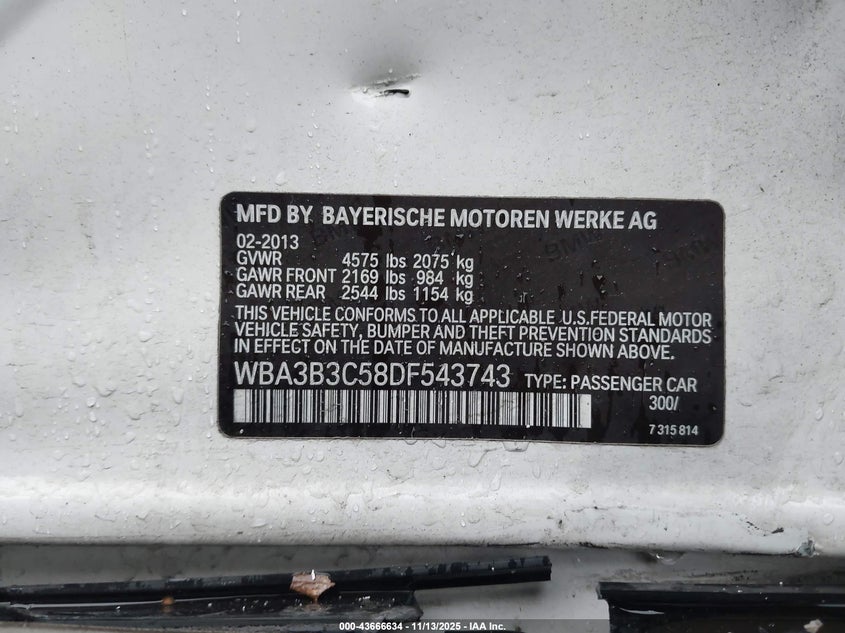 MFD BY BAYERISCHE MOTOREN WERKE AG
02-2013
GVWR 4575 lbs 2075 kg
GAWR FRONT 2169 lbs 984 kg
GAWR REAR 2544 lbs 1154 kg
THIS VEHICLE CONFORMS TO ALL APPLICABLE U.S.FEDERAL MOTOR
VEHICLE SAFETY, BUMPER AND THEFT PREVENTION STANDARDS
IN EFFECT ON THE DATE OF MANUFACTURE SHOWN ABOVE.
WBA3B3C58DF543743 TYPE: PASSENGER CAR
300/
7 315 814
000-43666634 - 11/13/2025 - IAA Inc.